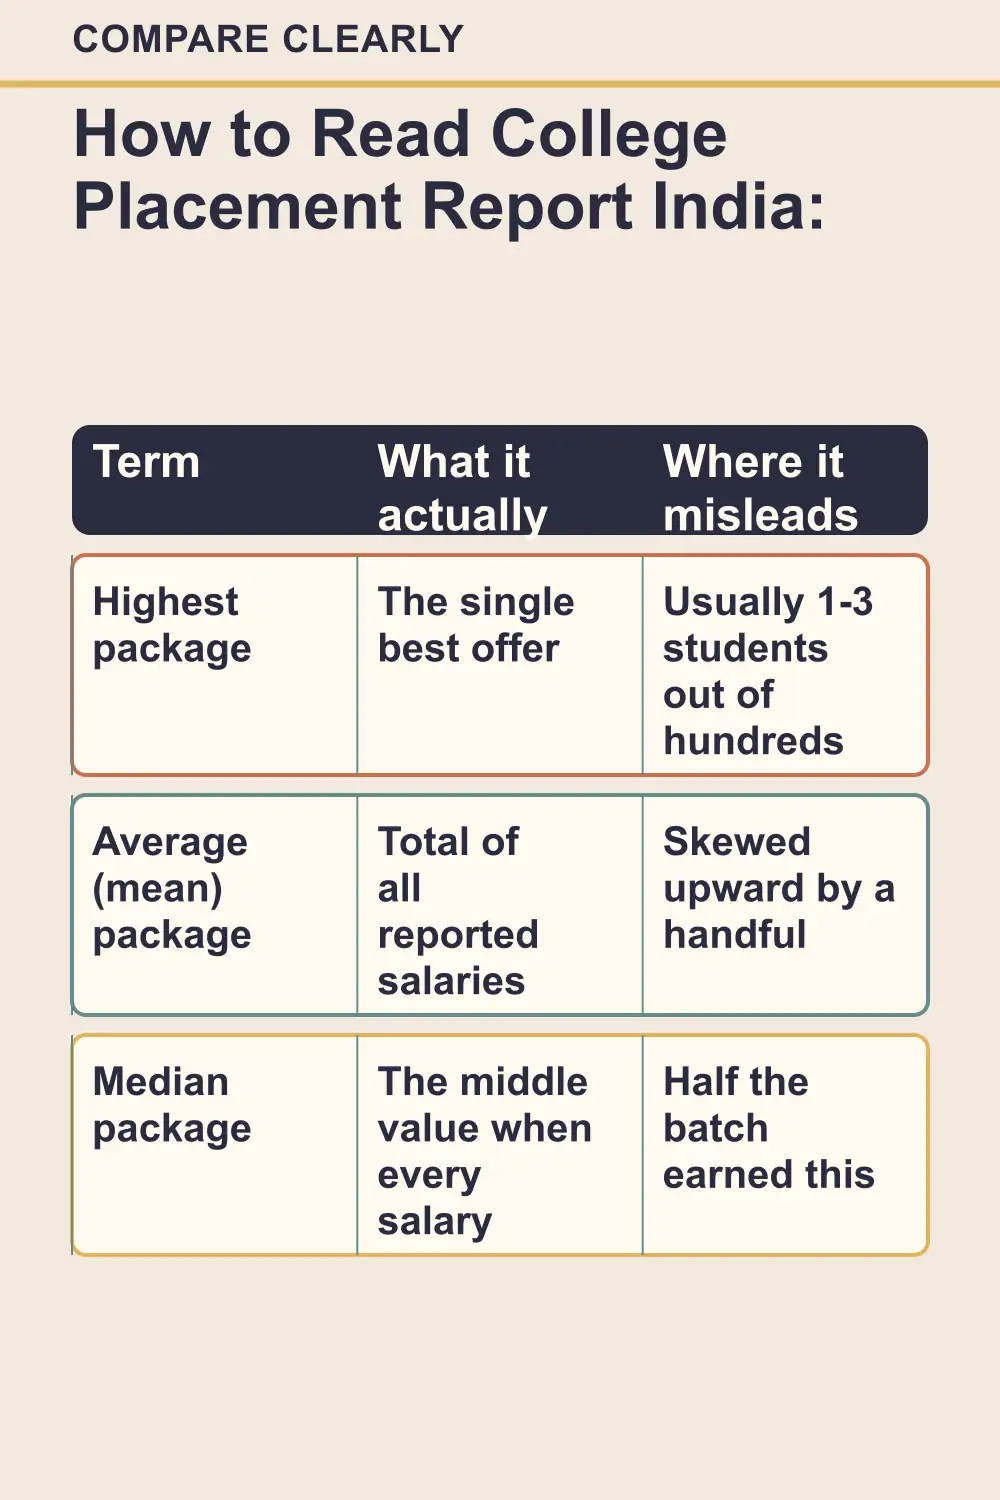 COMPARE CLEARLY
How to Read College
Placement Report India:
Term
What it
actually
Where it
misleads
Highest
package
The single
best offer
Usually 1-3
students
out of
hundreds
Average
(mean)
package
Total of
all
reported
salaries
Skewed
upward by a
handful
Median
package
The middle
value when
every
salary
Half the
batch
earned this